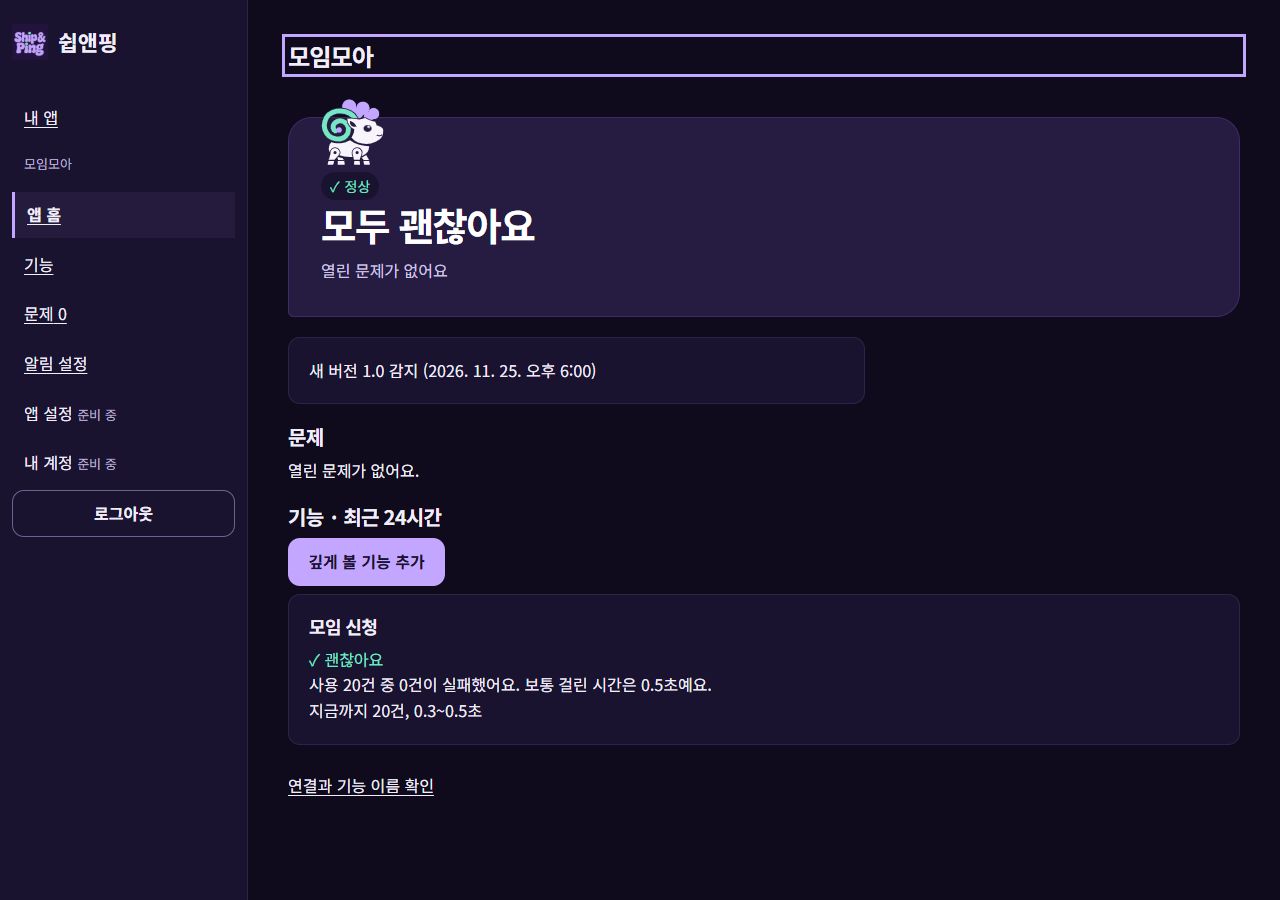 Ship& Ping
쉽앤핑
내 앱
모임모아
앱 홈
기능
문제 0
알림 설정
앱 설정 준비 중
내 계정 준비 중
로그아웃
모임모아
✓ 정상
모두 괜찮아요
열린 문제가 없어요
새 버전 1.0 감지 (2026. 11. 25. 오후 6:00)
문제
열린 문제가 없어요.
기능 · 최근 24시간
깊게 볼 기능 추가
모임 신청
✓ 괜찮아요
사용 20건 중 0건이 실패했어요. 보통 걸린 시간은 0.5초예요.
지금까지 20건, 0.3~0.5초
연결과 기능 이름 확인